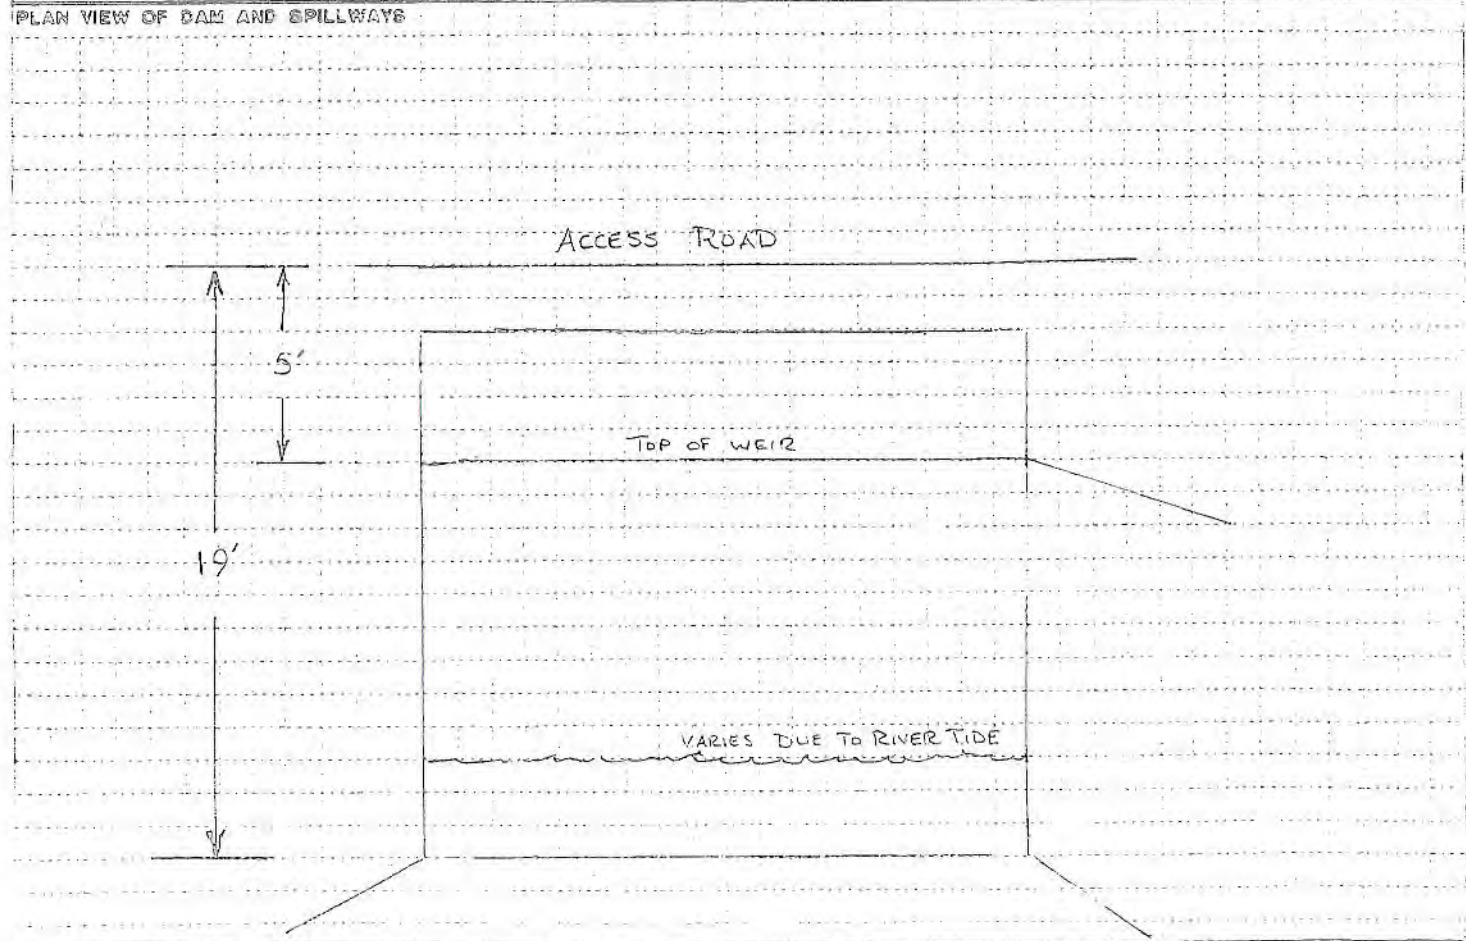 PLAN VIEW OF DAM AND SPILLWAYS
ACCESS ROAD
5'
TOP OF WEIR
19'
VARIES DUE TO RIVER TIDE